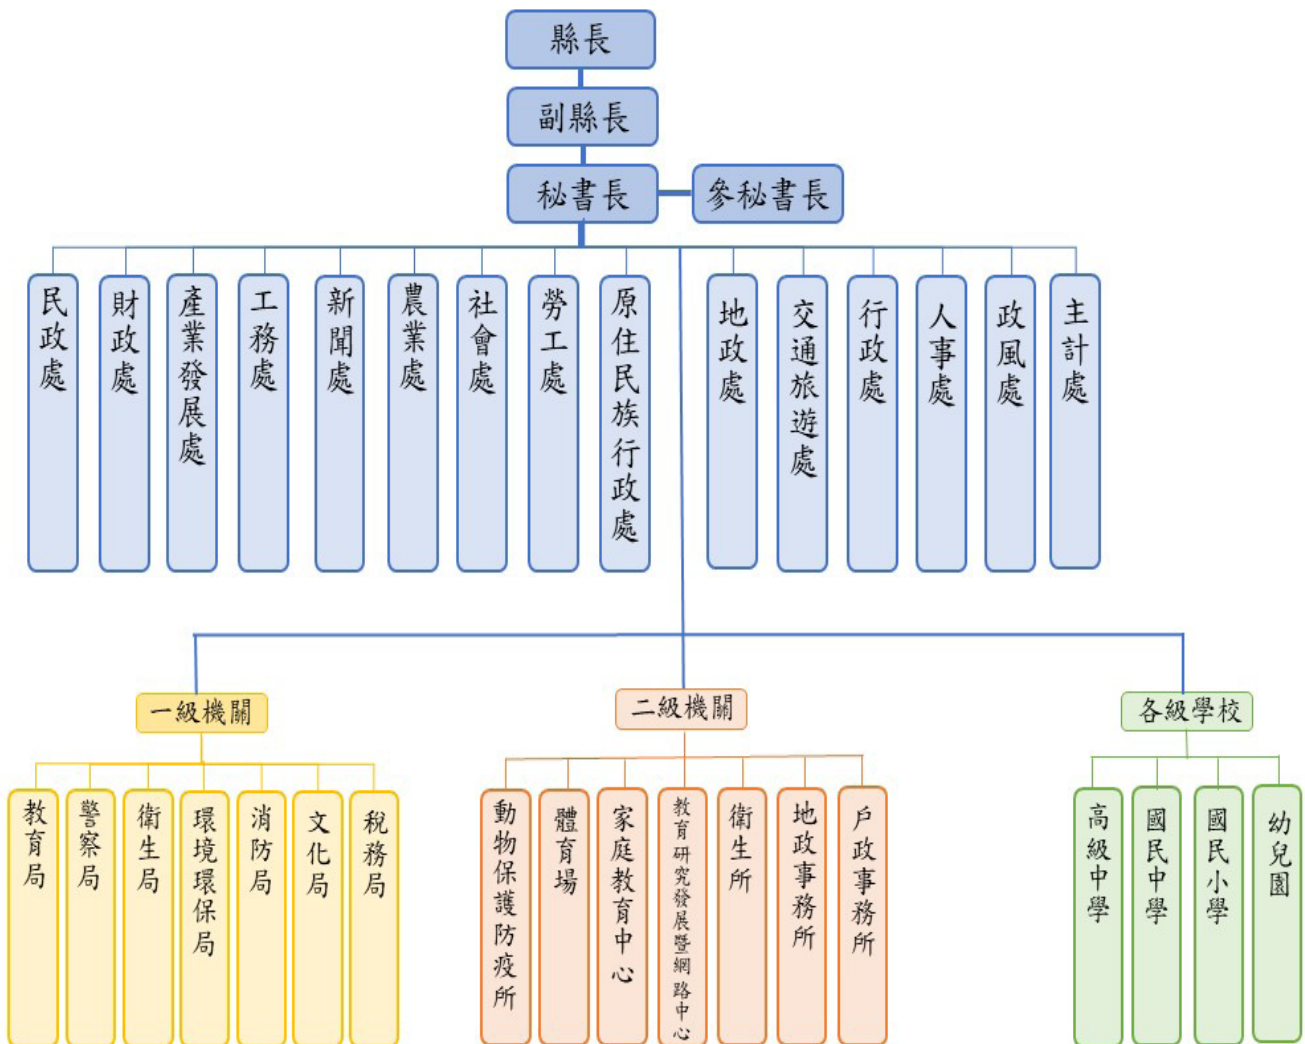 縣長
副縣長
秘書長
參秘書長
民政處
財政處
產業發展處
工務處
新聞處
農業處
社會處
勞工處
原住民族行政處
地政處
交通旅遊處
行政處
人事處
政風處
主計處
一級機關
二級機關
各級學校
教育局
警察局
衛生局
環境環保局
消防局
文化局
稅務局
動物保護防疫所
體育場
家庭教育中心
教育研究發展暨網路中心
衛生所
地政事務所
戶政事務所
高級中學
國民中學
國民小學
幼兒園